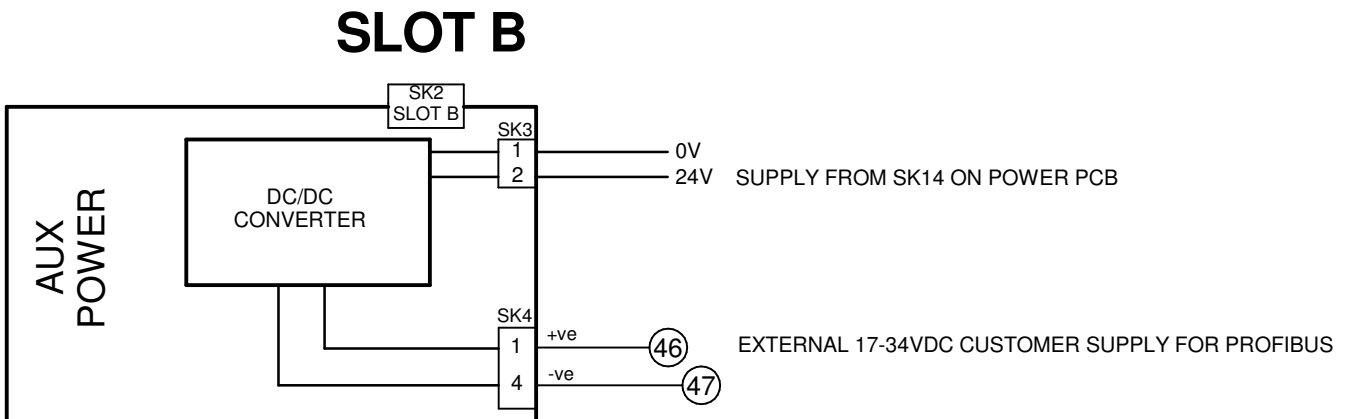 SLOT B
SK2
SLOT B
SK3
1
0V
2
24V
SUPPLY FROM SK14 ON POWER PCB
DC/DC
CONVERTER
AUX
POWER
SK4
1
+ve
46
EXTERNAL 17-34VDC CUSTOMER SUPPLY FOR PROFIBUS
4
-ve
47